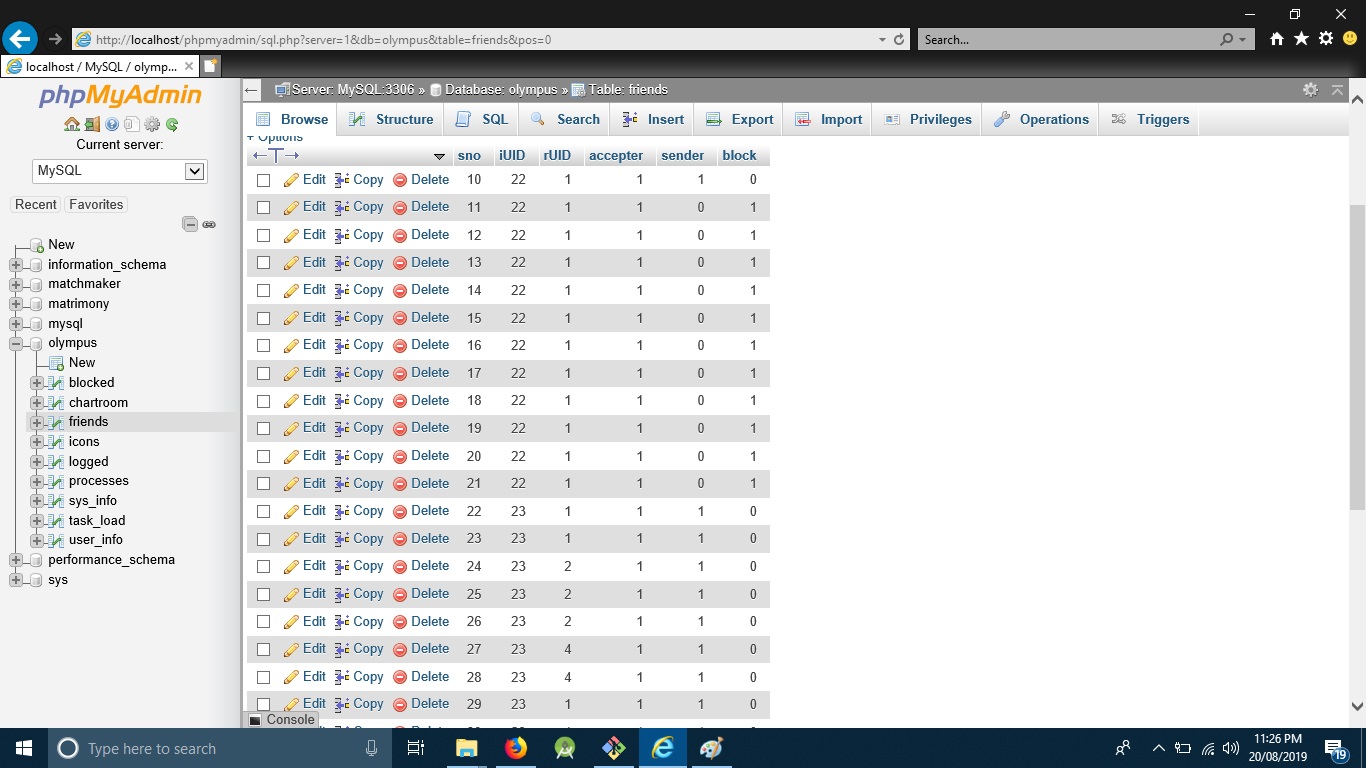 http://localhost/phpmyadmin/sql.php?server=1&db=olympus&table=friends&pos=0
Search...
localhost / MySQL / olymp...
phpMyAdmin
Current server:
MySQL
Recent Favorites
New
information_schema
matchmaker
matrimony
mysql
olympus
New
blocked
chartroom
friends
icons
logged
processes
sys_info
task_load
user_info
performance_schema
sys
Server: MySQL:3306 » Database: olympus » Table: friends
Browse Structure SQL Search Insert Export Import Privileges Operations Triggers
+ Options
←T→ sno iUID rUID accepter sender block
Edit Copy Delete 10 22 1 1 1 0
Edit Copy Delete 11 22 1 1 0 1
Edit Copy Delete 12 22 1 1 0 1
Edit Copy Delete 13 22 1 1 0 1
Edit Copy Delete 14 22 1 1 0 1
Edit Copy Delete 15 22 1 1 0 1
Edit Copy Delete 16 22 1 1 0 1
Edit Copy Delete 17 22 1 1 0 1
Edit Copy Delete 18 22 1 1 0 1
Edit Copy Delete 19 22 1 1 0 1
Edit Copy Delete 20 22 1 1 0 1
Edit Copy Delete 21 22 1 1 0 1
Edit Copy Delete 22 23 1 1 1 0
Edit Copy Delete 23 23 1 1 1 0
Edit Copy Delete 24 23 2 1 1 0
Edit Copy Delete 25 23 2 1 1 0
Edit Copy Delete 26 23 2 1 1 0
Edit Copy Delete 27 23 4 1 1 0
Edit Copy Delete 28 23 4 1 1 0
Edit Copy Delete 29 23 1 1 1 0
Console
Type here to search
11:26 PM
20/08/2019
19